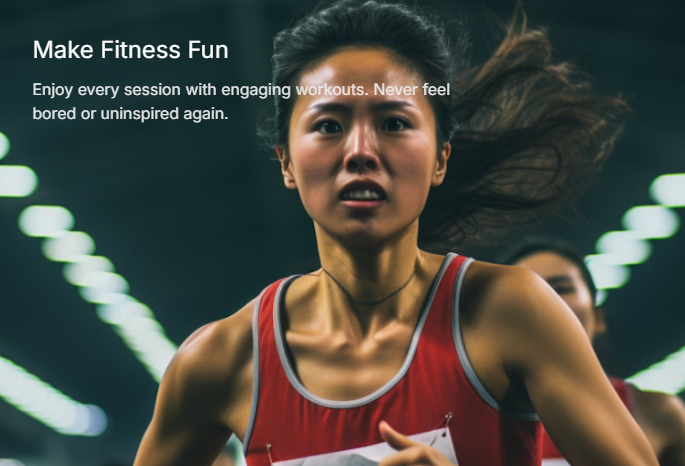 Make Fitness Fun
Enjoy every session with engaging workouts. Never feel
bored or uninspired again.